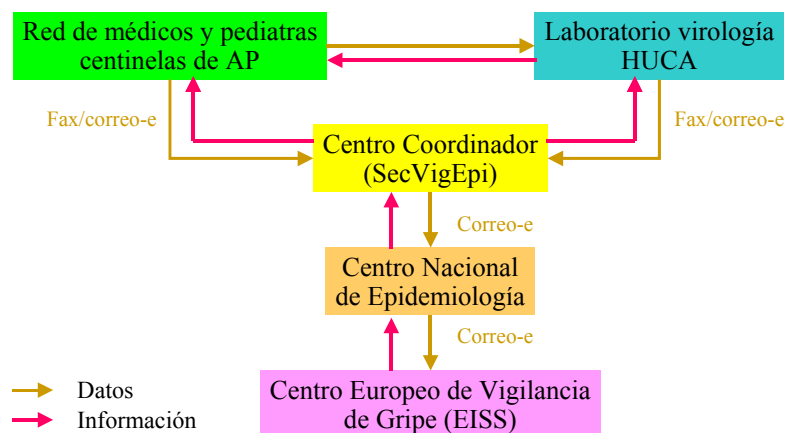 Red de médicos y pediatras
centinelas de AP
Laboratorio virología
HUCA
Fax/correo-e
Fax/correo-e
Centro Coordinador
(SecVigEpi)
Correo-e
Centro Nacional
de Epidemiología
Correo-e
Centro Europeo de Vigilancia
de Gripe (EISS)
Datos
Información